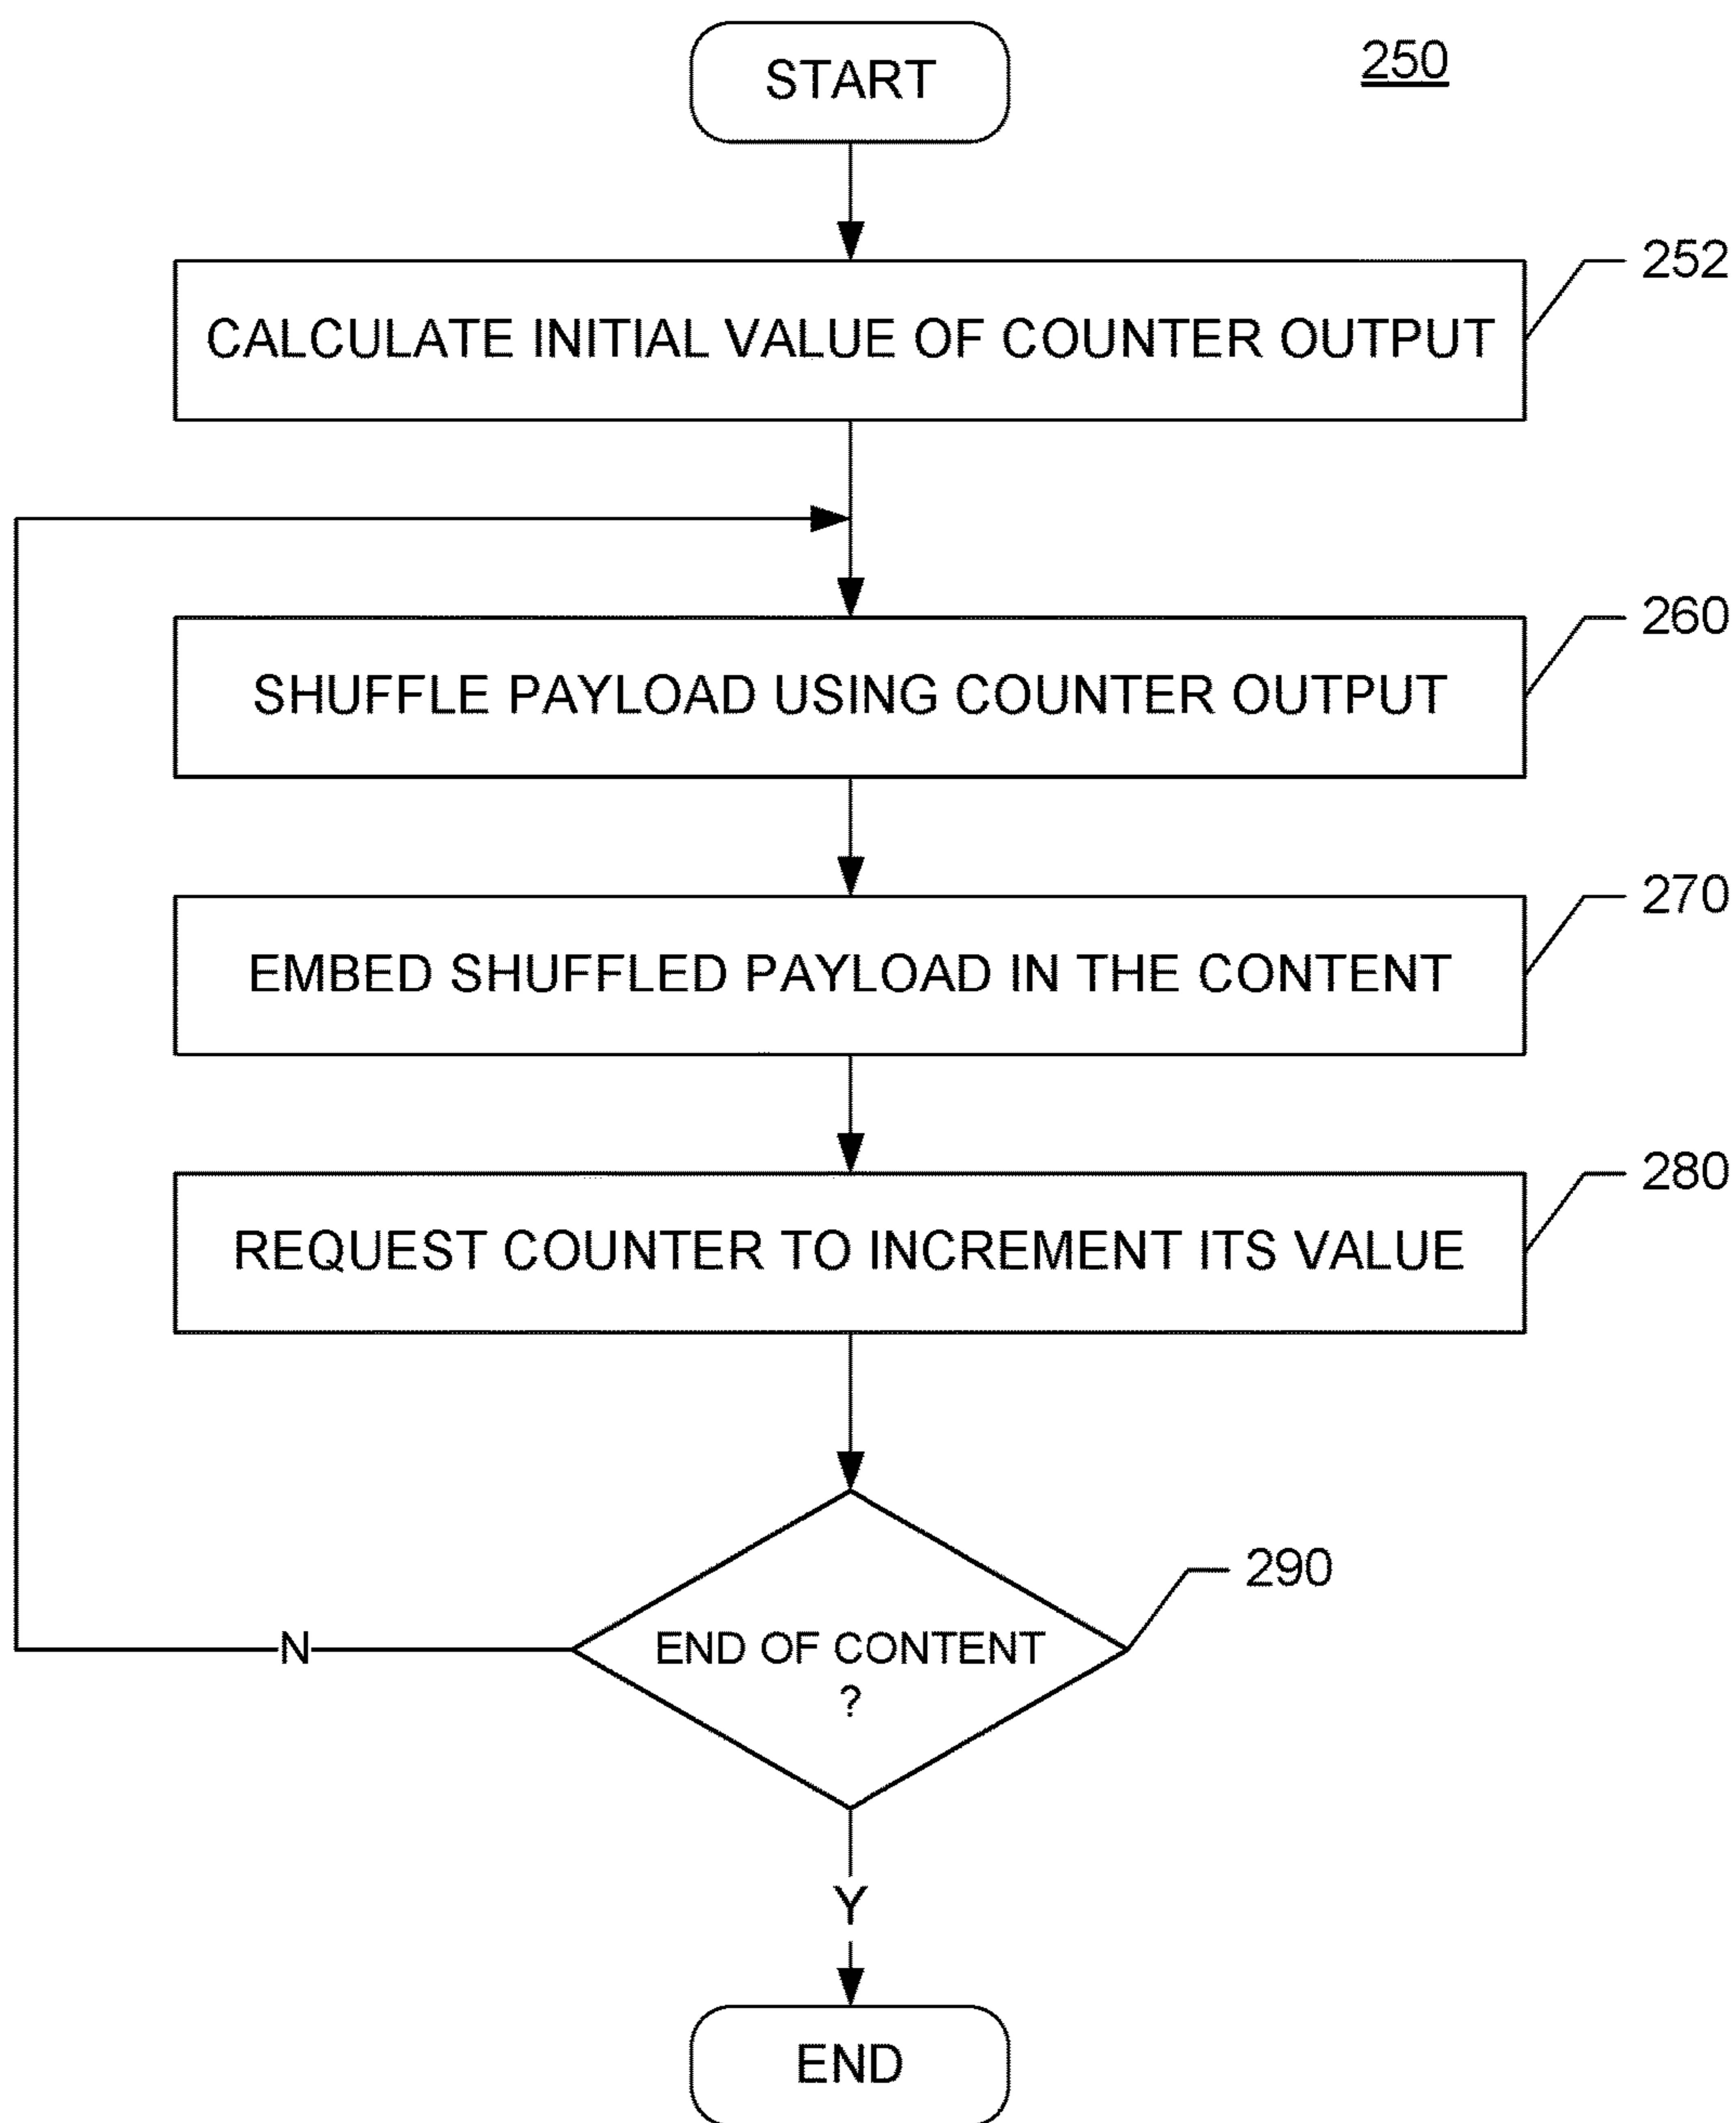 START
250
252
CALCULATE INITIAL VALUE OF COUNTER OUTPUT
260
SHUFFLE PAYLOAD USING COUNTER OUTPUT
270
EMBED SHUFFLED PAYLOAD IN THE CONTENT
280
REQUEST COUNTER TO INCREMENT ITS VALUE
290
N
END OF CONTENT
?
Y
END